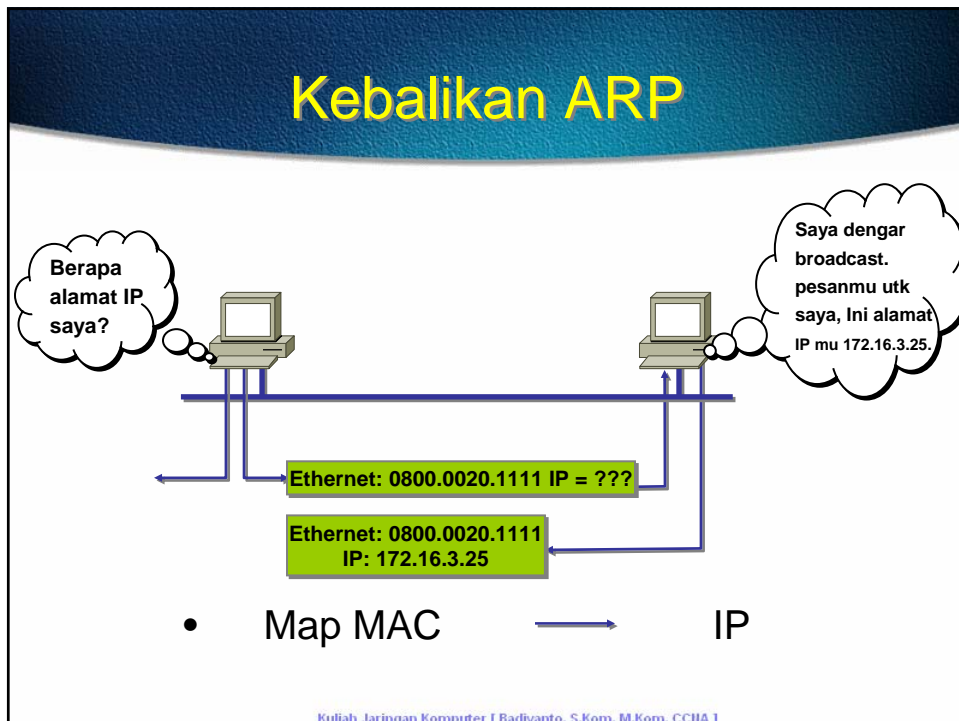 Kebalikan ARP
Berapa
alamat IP
saya?
Saya dengar
broadcast.
pesanmu utk
saya, Ini alamat
IP mu 172.16.3.25.
Ethernet: 0800.0020.1111 IP = ???
Ethernet: 0800.0020.1111
IP: 172.16.3.25
• Map MAC → IP
Kuliah Jaringan Komputer [ Radiyanto, S.Kom, M.Kom, CCNA ]